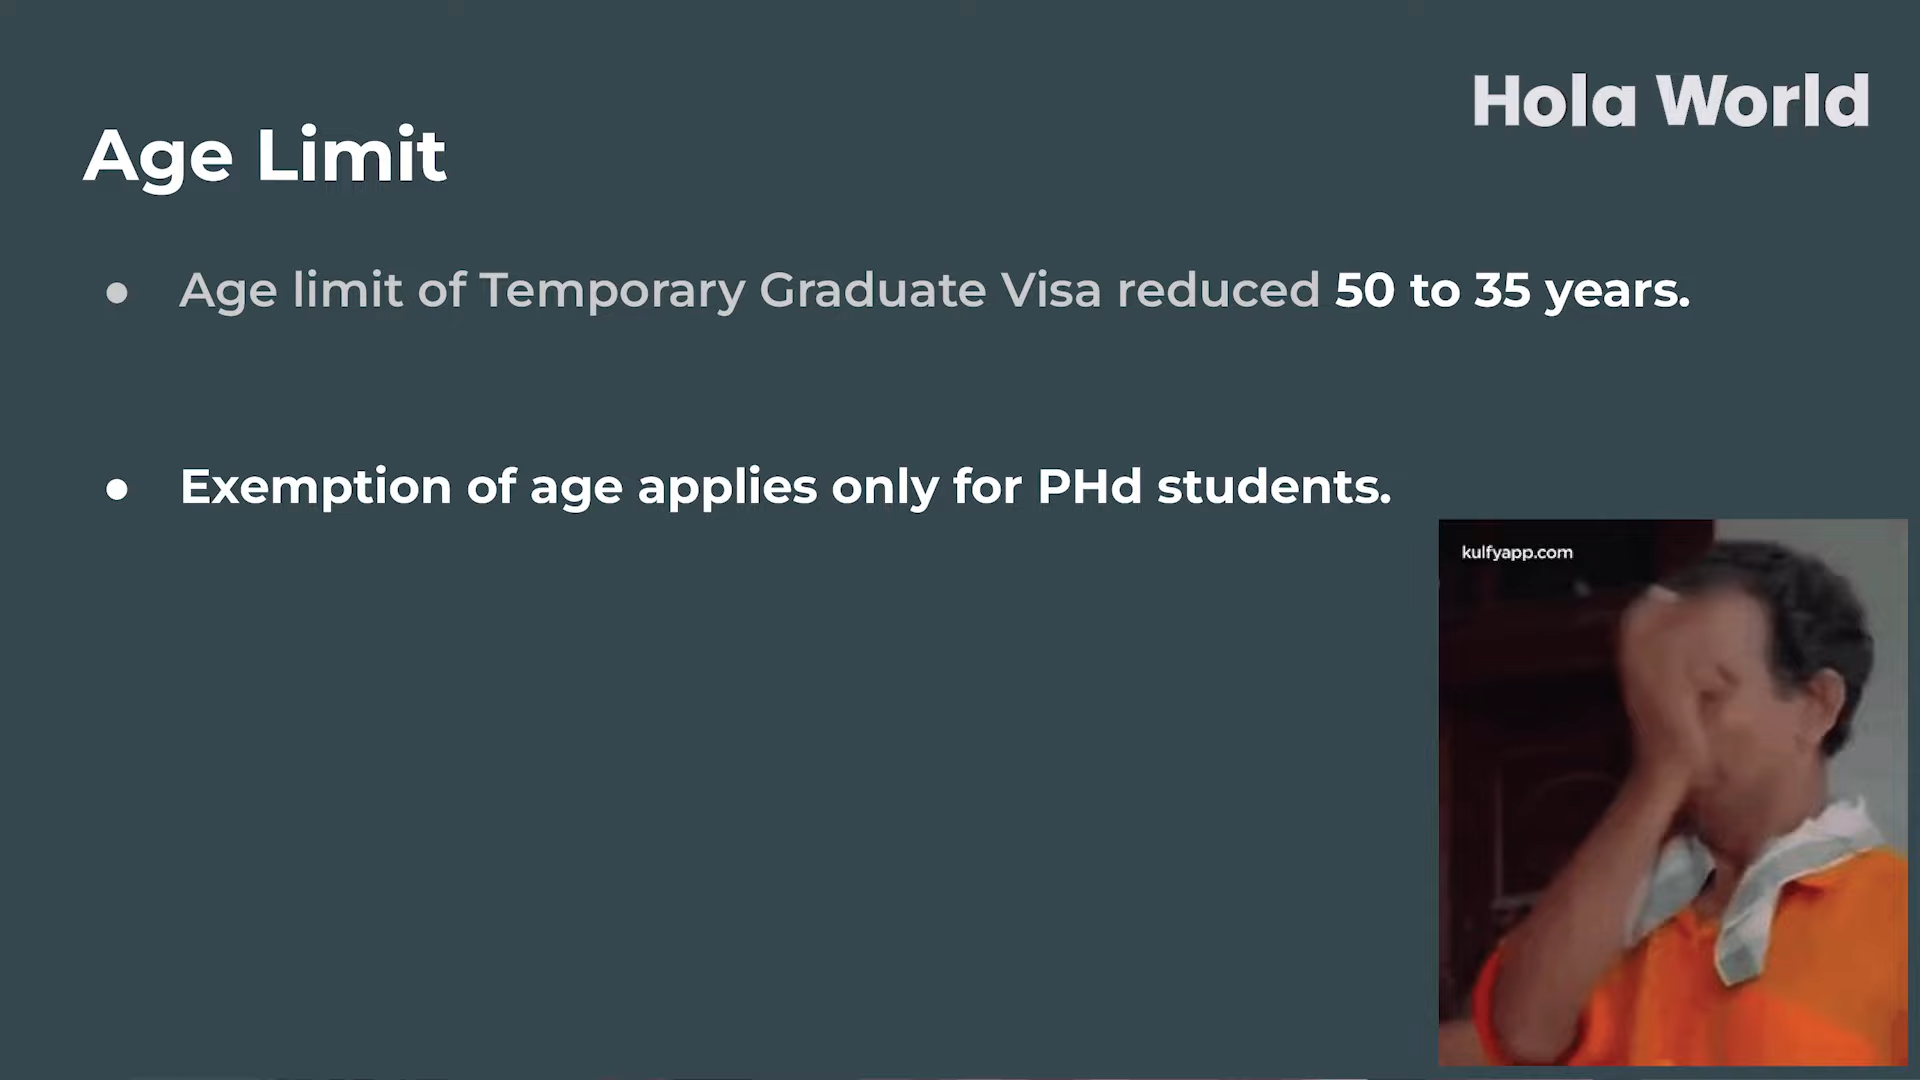 Hola World
Age Limit
● Age limit of Temporary Graduate Visa reduced 50 to 35 years.
● Exemption of age applies only for PHd students.
kulfyapp.com